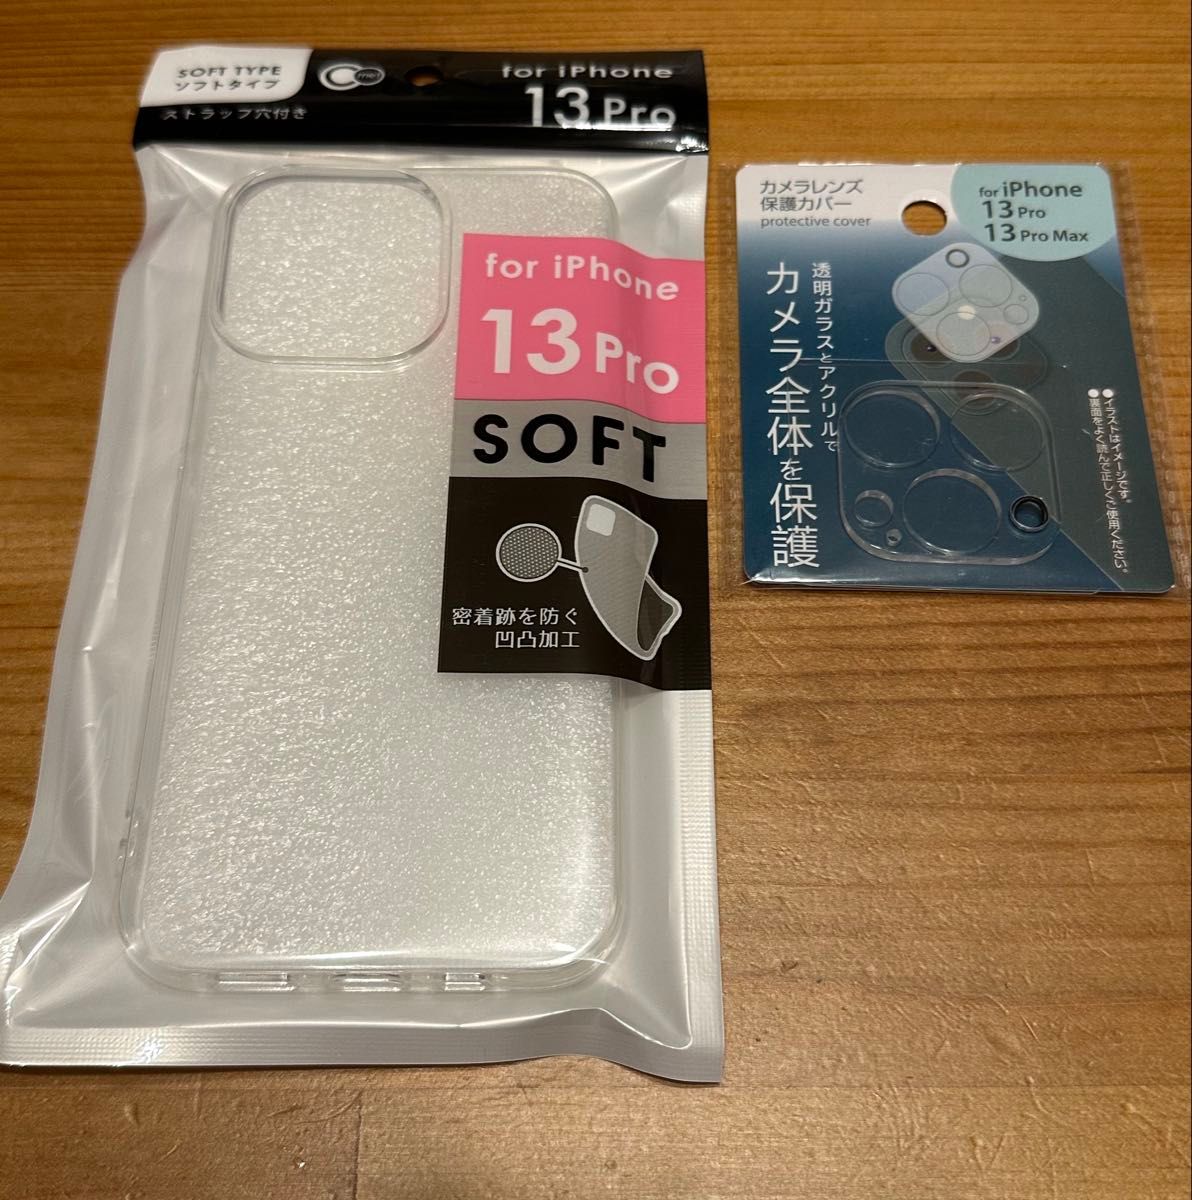 SOFT TYPE
ソフトタイプ
ストラップ穴付き
me!
for iPhone
13 Pro
for iPhone
13 Pro
SOFT
密着跡を防ぐ
凹凸加工
カメラレンズ
保護カバー
protective cover
for iPhone
13 Pro
13 Pro Max
透明ガラスとアクリルで
カメラ全体を保護
●イラストはイメージです。
●裏面をよく読んで正しくご使用ください。